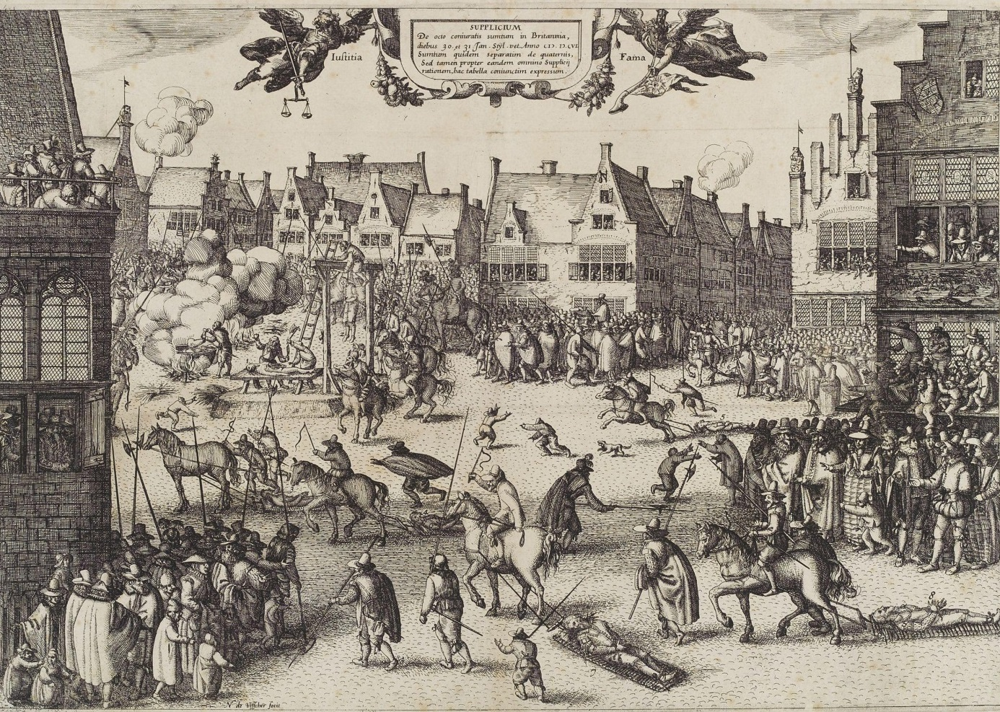 Iustitia
SUPPLICIUM
De octo coniuratis sumtum in Britannia,
diebus 30. et 31 Jan. Styl. vet. Anno CIↃ. IↃ.CVI.
Sumtum quidem separatim de quaternis,
Sed tamen propter eandem omnino Supplicij
rationem, hac tabella coniunctim expressum.
Fama
5
8
7
N de Visscher fecit